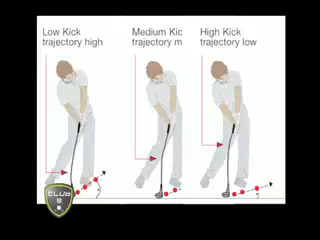 Low Kick
trajectory high
Medium Kic
trajectory m
High Kick
trajectory low
CLUB